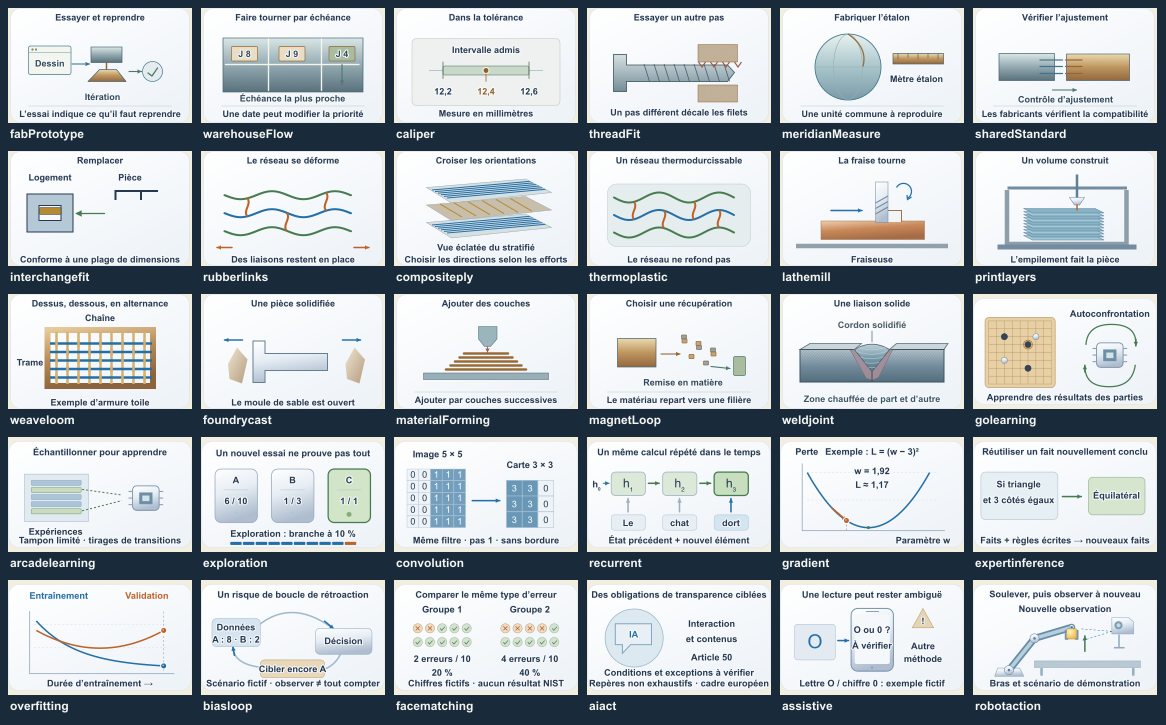 Essayer et reprendre
Dessin
Itération
L'essai indique ce qu'il faut reprendre
fabPrototype
Faire tourner par échéance
J 8
J 9
J 4
Échéance la plus proche
Une date peut modifier la priorité
warehouseFlow
Dans la tolérance
Intervalle admis
12,2
12,4
12,6
Mesure en millimètres
caliper
Essayer un autre pas
Un pas différent décale les filets
threadFit
Fabriquer l'étalon
Mètre étalon
Une unité commune à reproduire
meridianMeasure
Vérifier l'ajustement
Contrôle d'ajustement
Les fabricants vérifient la compatibilité
sharedStandard
Remplacer
Logement
Pièce
Conforme à une plage de dimensions
interchangefit
Le réseau se déforme
Des liaisons restent en place
rubberlinks
Croiser les orientations
Vue éclatée du stratifié
Choisir les directions selon les efforts
compositeply
Un réseau thermodurcissable
Le réseau ne refond pas
thermoplastic
La fraise tourne
Fraiseuse
lathemill
Un volume construit
L'empilement fait la pièce
printlayers
Dessus, dessous, en alternance
Chaîne
Trame
Exemple d'armure toile
weaveloom
Une pièce solidifiée
Le moule de sable est ouvert
foundrycast
Ajouter des couches
Ajouter par couches successives
materialForming
Choisir une récupération
Remise en matière
Le matériau repart vers une filière
magnetLoop
Une liaison solide
Cordon solidifié
Zone chauffée de part et d'autre
weldjoint
Autoconfrontation
Apprendre des résultats des parties
golearning
Échantillonner pour apprendre
Expériences
Tampon limité · tirages de transitions
arcadelearning
Un nouvel essai ne prouve pas tout
A
B
C
6 / 10
1 / 3
1 / 1
Exploration : branche à 10 %
exploration
Image 5 × 5
Carte 3 × 3
0 0 1 1 1
0 0 1 1 1
0 0 1 1 1
0 0 1 1 1
0 0 1 1 1
3 3 0
3 3 0
3 3 0
Même filtre · pas 1 · sans bordure
convolution
Un même calcul répété dans le temps
h₀
h₁
h₂
h₃
Le
chat
dort
État précédent + nouvel élément
recurrent
Perte
Exemple : L = (w − 3)²
w = 1,92
L ≈ 1,17
Paramètre w
gradient
Réutiliser un fait nouvellement conclu
Si triangle
et 3 côtés égaux
Équilatéral
Faits + règles écrites → nouveaux faits
expertinference
Entraînement
Validation
Durée d'entraînement →
overfitting
Un risque de boucle de rétroaction
Données
A : 8 · B : 2
Décision
Cibler encore A
Scénario fictif · observer ≠ tout compter
biasloop
Comparer le même type d'erreur
Groupe 1
Groupe 2
2 erreurs / 10
4 erreurs / 10
20 %
40 %
Chiffres fictifs · aucun résultat NIST
facematching
Des obligations de transparence ciblées
IA
Interaction
et contenus
Article 50
Conditions et exceptions à vérifier
Repères non exhaustifs · cadre européen
aiact
Une lecture peut rester ambiguë
O
O ou 0 ?
À vérifier
!
Autre
méthode
Lettre O / chiffre 0 : exemple fictif
assistive
Soulever, puis observer à nouveau
Nouvelle observation
Bras et scénario de démonstration
robotaction